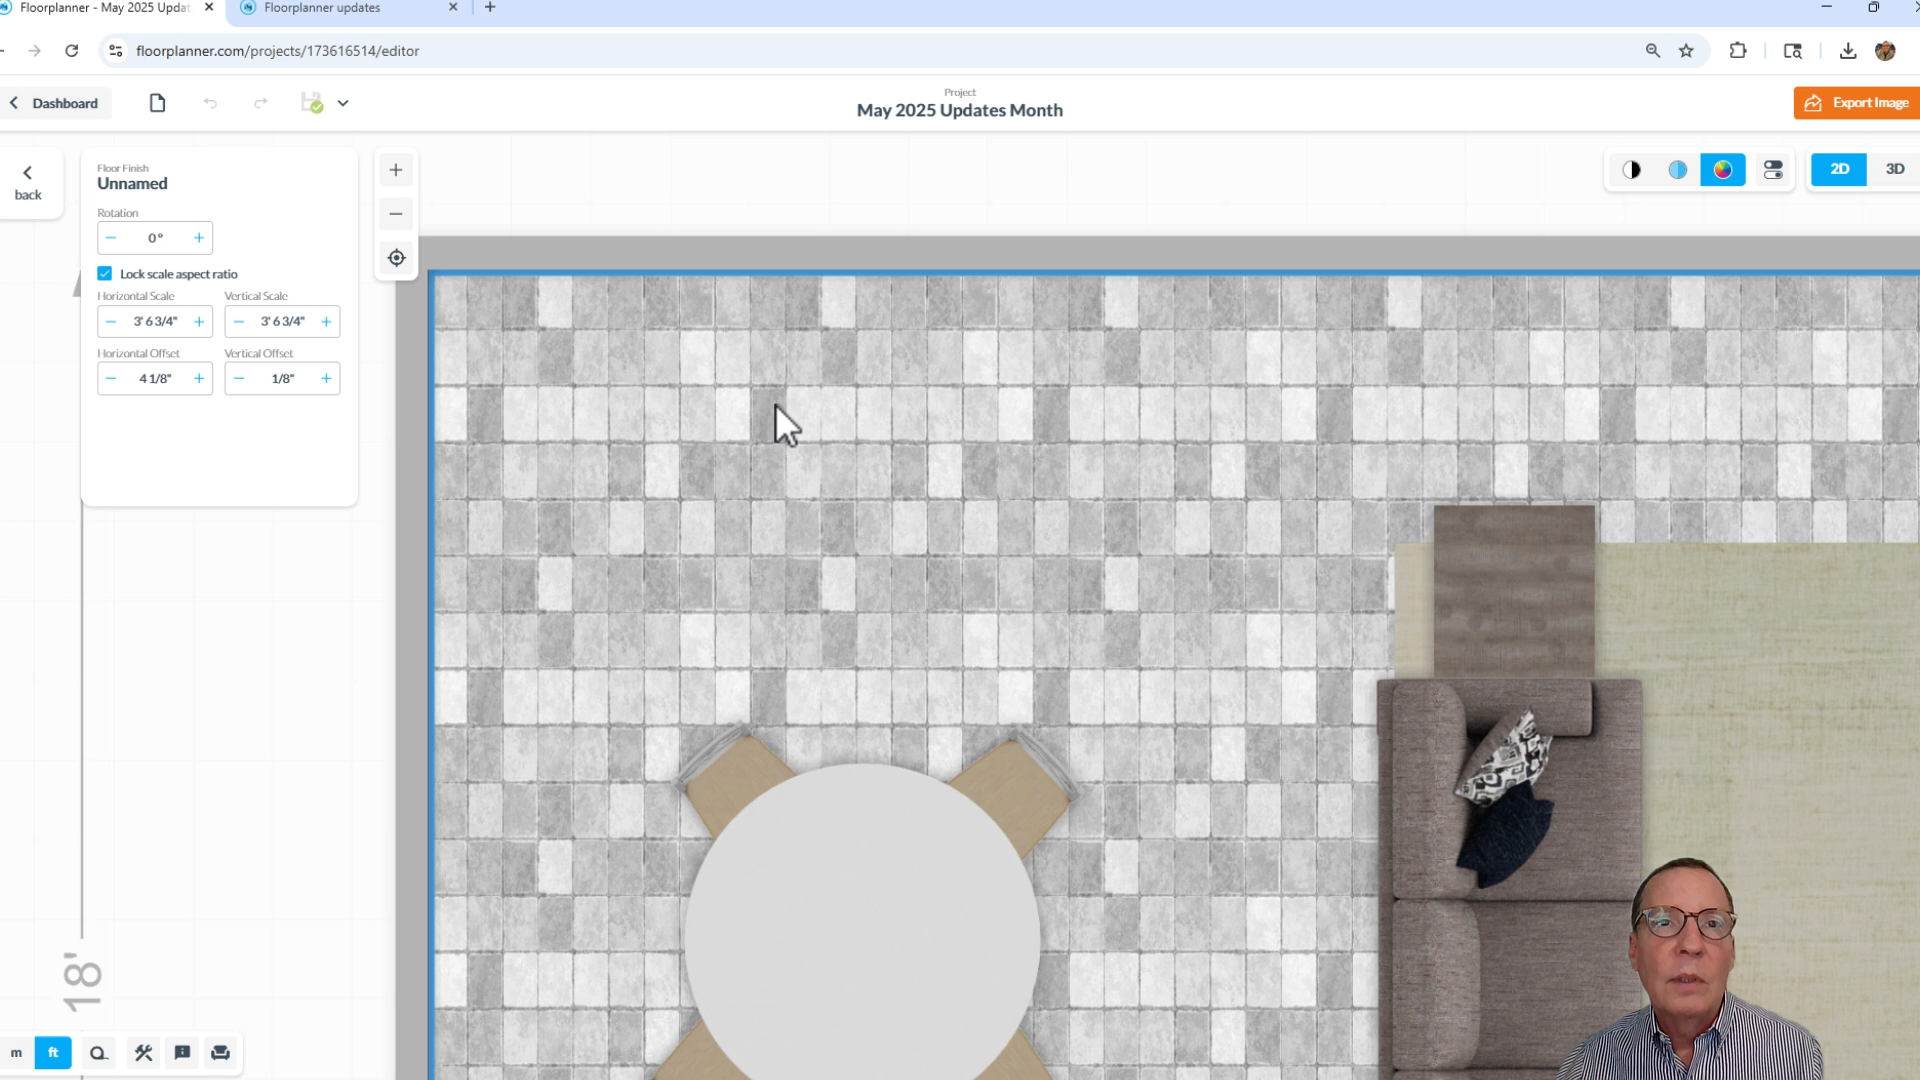 Floorplanner - May 2025 Updat
Floorplanner updates
floorplanner.com/projects/173616514/editor
Dashboard
Project
May 2025 Updates Month
Export Image
back
Floor Finish
Unnamed
Rotation
0°
Lock scale aspect ratio
Horizontal Scale
Vertical Scale
3' 6 3/4"
3' 6 3/4"
Horizontal Offset
Vertical Offset
4 1/8"
1/8"
2D
3D
18'
m
ft